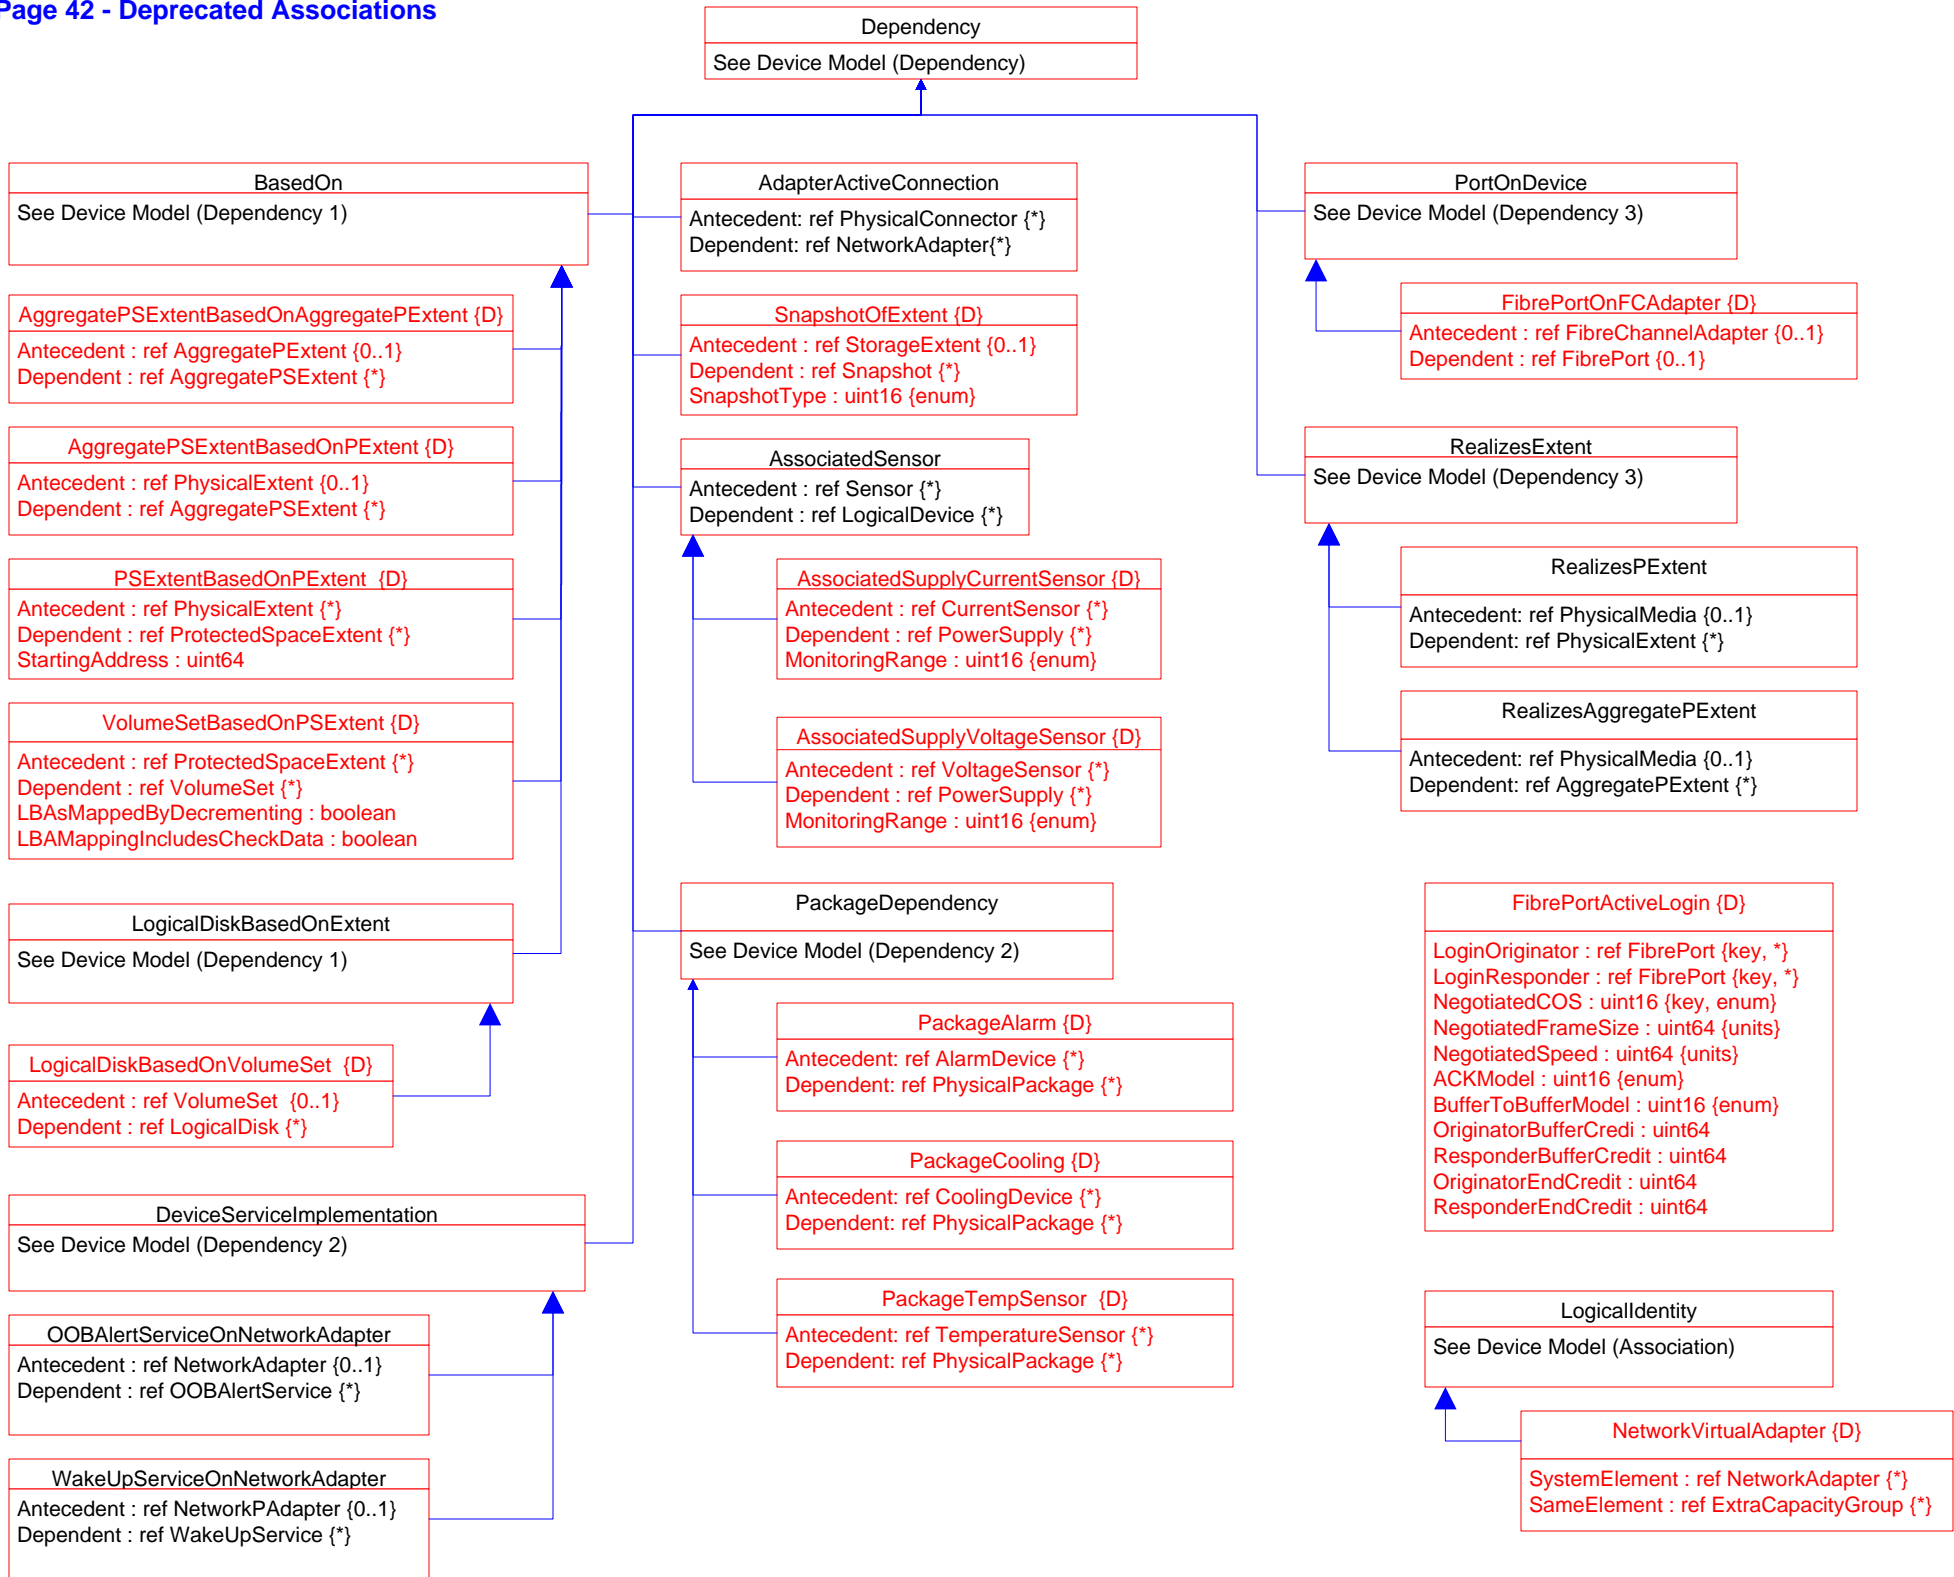 Page 42 - Deprecated Associations
Dependency
See Device Model (Dependency)
BasedOn
See Device Model (Dependency 1)
AggregatePSExtentBasedOnAggregatePExtent {D}
Antecedent : ref AggregatePExtent {0..1}
Dependent : ref AggregatePSExtent {*}
AggregatePSExtentBasedOnPExtent {D}
Antecedent : ref PhysicalExtent {0..1}
Dependent : ref AggregatePSExtent {*}
PSExtentBasedOnPExtent {D}
Antecedent : ref PhysicalExtent {*}
Dependent : ref ProtectedSpaceExtent {*}
StartingAddress : uint64
VolumeSetBasedOnPSExtent {D}
Antecedent : ref ProtectedSpaceExtent {*}
Dependent : ref VolumeSet {*}
LBAsMappedByDecrementing : boolean
LBAMappingIncludesCheckData : boolean
LogicalDiskBasedOnExtent
See Device Model (Dependency 1)
LogicalDiskBasedOnVolumeSet {D}
Antecedent : ref VolumeSet {0..1}
Dependent : ref LogicalDisk {*}
DeviceServiceImplementation
See Device Model (Dependency 2)
OOBAlertServiceOnNetworkAdapter
Antecedent : ref NetworkAdapter {0..1}
Dependent : ref OOBAlertService {*}
WakeUpServiceOnNetworkAdapter
Antecedent : ref NetworkPAdapter {0..1}
Dependent : ref WakeUpService {*}
AdapterActiveConnection
Antecedent: ref PhysicalConnector {*}
Dependent: ref NetworkAdapter{*}
SnapshotOfExtent {D}
Antecedent : ref StorageExtent {0..1}
Dependent : ref Snapshot {*}
SnapshotType : uint16 {enum}
AssociatedSensor
Antecedent : ref Sensor {*}
Dependent : ref LogicalDevice {*}
AssociatedSupplyCurrentSensor {D}
Antecedent : ref CurrentSensor {*}
Dependent : ref PowerSupply {*}
MonitoringRange : uint16 {enum}
AssociatedSupplyVoltageSensor {D}
Antecedent : ref VoltageSensor {*}
Dependent : ref PowerSupply {*}
MonitoringRange : uint16 {enum}
PackageDependency
See Device Model (Dependency 2)
PackageAlarm {D}
Antecedent: ref AlarmDevice {*}
Dependent: ref PhysicalPackage {*}
PackageCooling {D}
Antecedent: ref CoolingDevice {*}
Dependent: ref PhysicalPackage {*}
PackageTempSensor {D}
Antecedent: ref TemperatureSensor {*}
Dependent: ref PhysicalPackage {*}
PortOnDevice
See Device Model (Dependency 3)
FibrePortOnFCAdapter {D}
Antecedent : ref FibreChannelAdapter {0..1}
Dependent : ref FibrePort {0..1}
RealizesExtent
See Device Model (Dependency 3)
RealizesPExtent
Antecedent: ref PhysicalMedia {0..1}
Dependent: ref PhysicalExtent {*}
RealizesAggregatePExtent
Antecedent: ref PhysicalMedia {0..1}
Dependent: ref AggregatePExtent {*}
FibrePortActiveLogin {D}
LoginOriginator : ref FibrePort {key, *}
LoginResponder : ref FibrePort {key, *}
NegotiatedCOS : uint16 {key, enum}
NegotiatedFrameSize : uint64 {units}
NegotiatedSpeed : uint64 {units}
ACKModel : uint16 {enum}
BufferToBufferModel : uint16 {enum}
OriginatorBufferCredi : uint64
ResponderBufferCredit : uint64
OriginatorEndCredit : uint64
ResponderEndCredit : uint64
LogicalIdentity
See Device Model (Association)
NetworkVirtualAdapter {D}
SystemElement : ref NetworkAdapter {*}
SameElement : ref ExtraCapacityGroup {*}